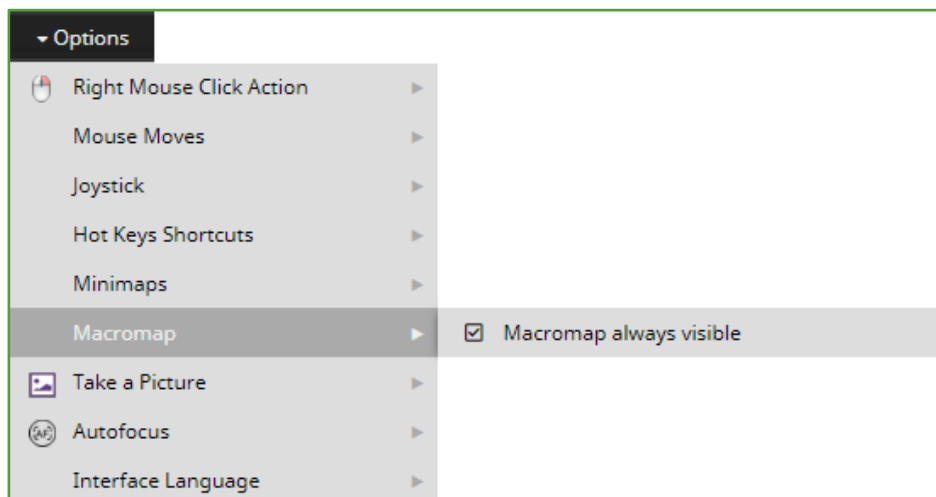 Options
Right Mouse Click Action
Mouse Moves
Joystick
Hot Keys Shortcuts
Minimaps
Macromap
Macromap always visible
Take a Picture
AF
Autofocus
Interface Language